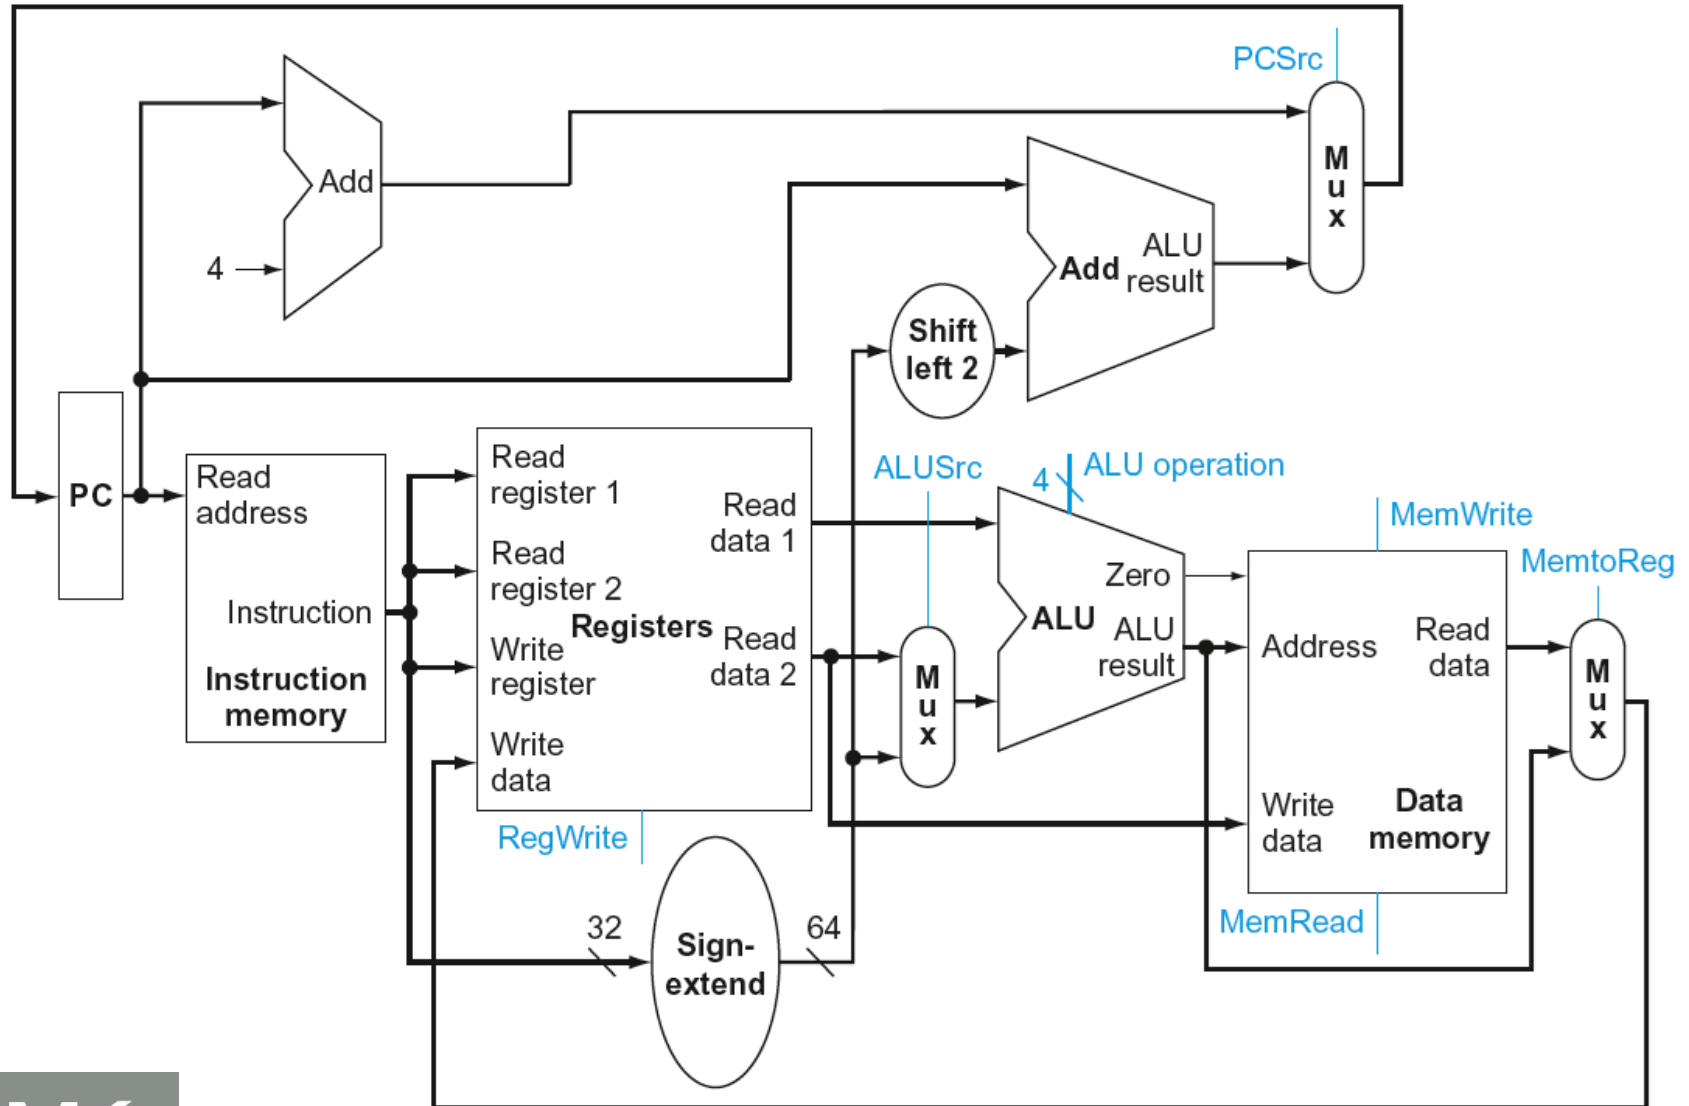 PCSrc
M
u
x
Add
4
Add
ALU
result
Shift
left 2
PC
Read
address
Instruction
Instruction
memory
Read
register 1
Read
register 2
Write
register
Write
data
Registers
Read
data 1
Read
data 2
RegWrite
32
Sign-
extend
64
ALUSrc
M
u
x
4
ALU operation
Zero
ALU
ALU
result
MemWrite
Address
Read
data
Write
data
Data
memory
MemRead
MemtoReg
M
u
x